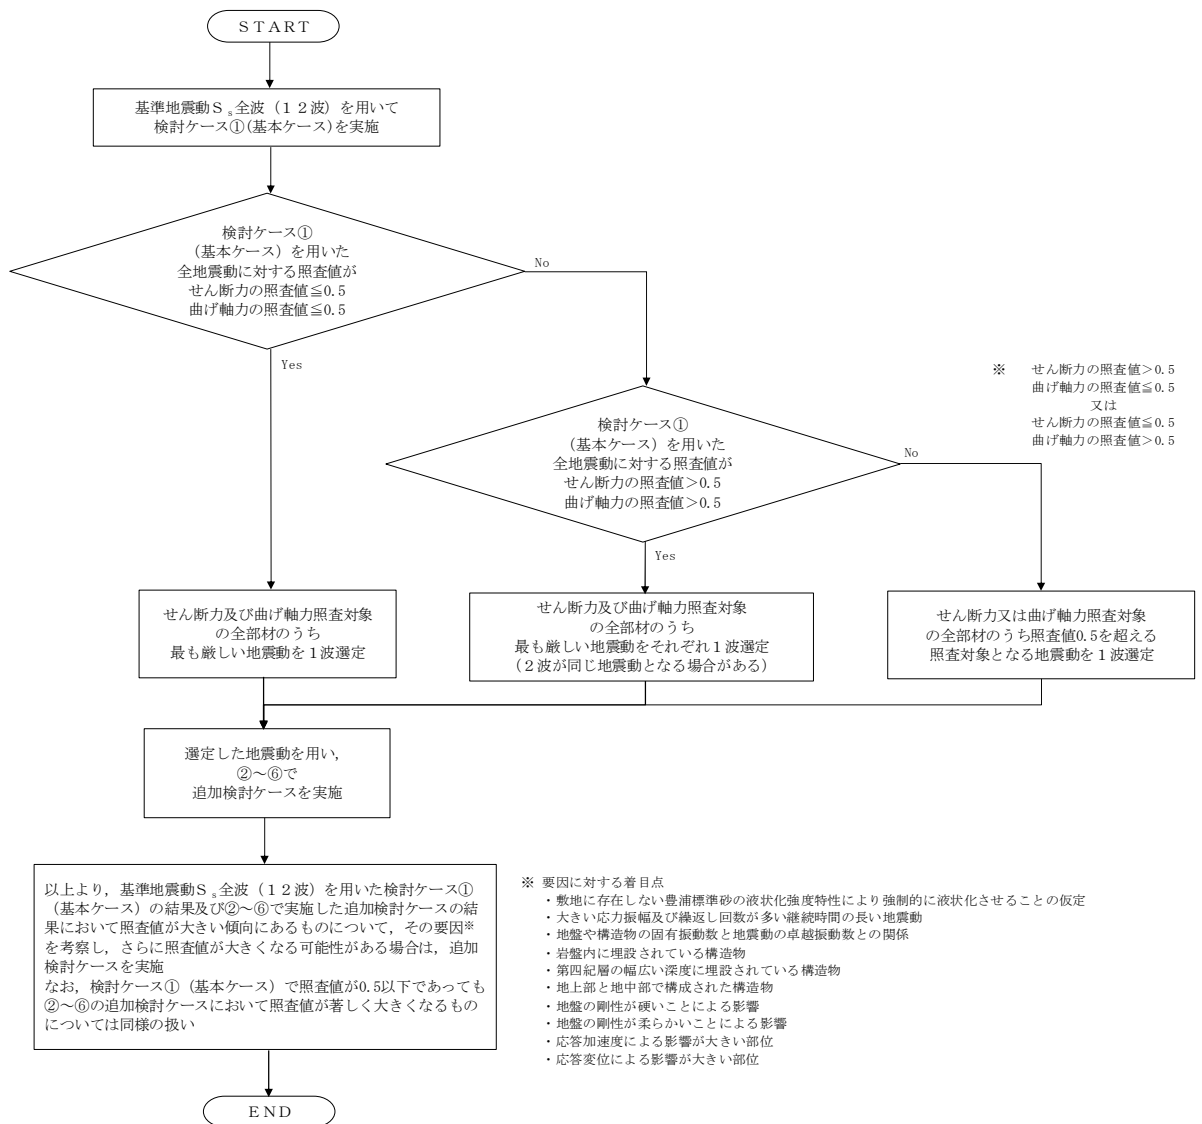 ＳＴＡＲＴ
基準地震動Ｓｓ全波（１２波）を用いて
検討ケース①(基本ケース)を実施
検討ケース①
（基本ケース）を用いた
全地震動に対する照査値が
せん断力の照査値≦0.5
曲げ軸力の照査値≦0.5
No
Yes
※ せん断力の照査値＞0.5
曲げ軸力の照査値≦0.5
又は
せん断力の照査値≦0.5
曲げ軸力の照査値＞0.5
検討ケース①
（基本ケース）を用いた
全地震動に対する照査値が
せん断力の照査値＞0.5
曲げ軸力の照査値＞0.5
No
Yes
せん断力及び曲げ軸力照査対象
の全部材のうち
最も厳しい地震動を１波選定
せん断力及び曲げ軸力照査対象
の全部材のうち
最も厳しい地震動をそれぞれ１波選定
（２波が同じ地震動となる場合がある）
せん断力又は曲げ軸力照査対象
の全部材のうち照査値0.5を超える
照査対象となる地震動を１波選定
選定した地震動を用い，
②～⑥で
追加検討ケースを実施
以上より，基準地震動Ｓｓ全波（１２波）を用いた検討ケース①
（基本ケース）の結果及び②～⑥で実施した追加検討ケースの結
果において照査値が大きい傾向にあるものについて，その要因※
を考察し，さらに照査値が大きくなる可能性がある場合は，追加
検討ケースを実施
なお，検討ケース①（基本ケース）で照査値が0.5以下であっても
②～⑥の追加検討ケースにおいて照査値が著しく大きくなるもの
については同様の扱い
※ 要因に対する着目点
・敷地に存在しない豊浦標準砂の液状化強度特性により強制的に液状化させることの仮定
・大きい応力振幅及び繰返し回数が多い継続時間の長い地震動
・地盤や構造物の固有振動数と地震動の卓越振動数との関係
・岩盤内に埋設されている構造物
・第四紀層の幅広い深度に埋設されている構造物
・地上部と地中部で構成された構造物
・地盤の剛性が硬いことによる影響
・地盤の剛性が柔らかいことによる影響
・応答加速度による影響が大きい部位
・応答変位による影響が大きい部位
ＥＮＤ